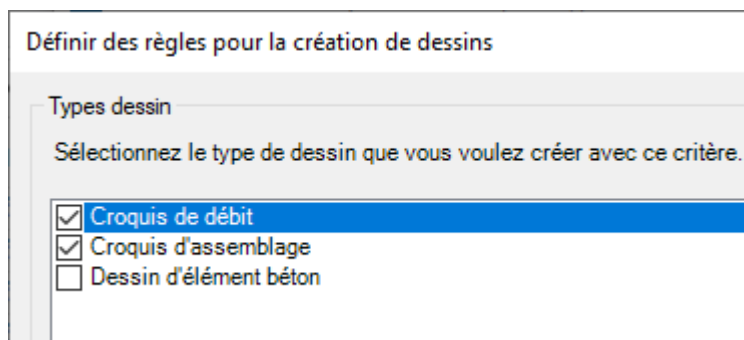 Définir des règles pour la création de dessins
Types dessin
Sélectionnez le type de dessin que vous voulez créer avec ce critère.
Croquis de débit
Croquis d'assemblage
Dessin d'élément béton